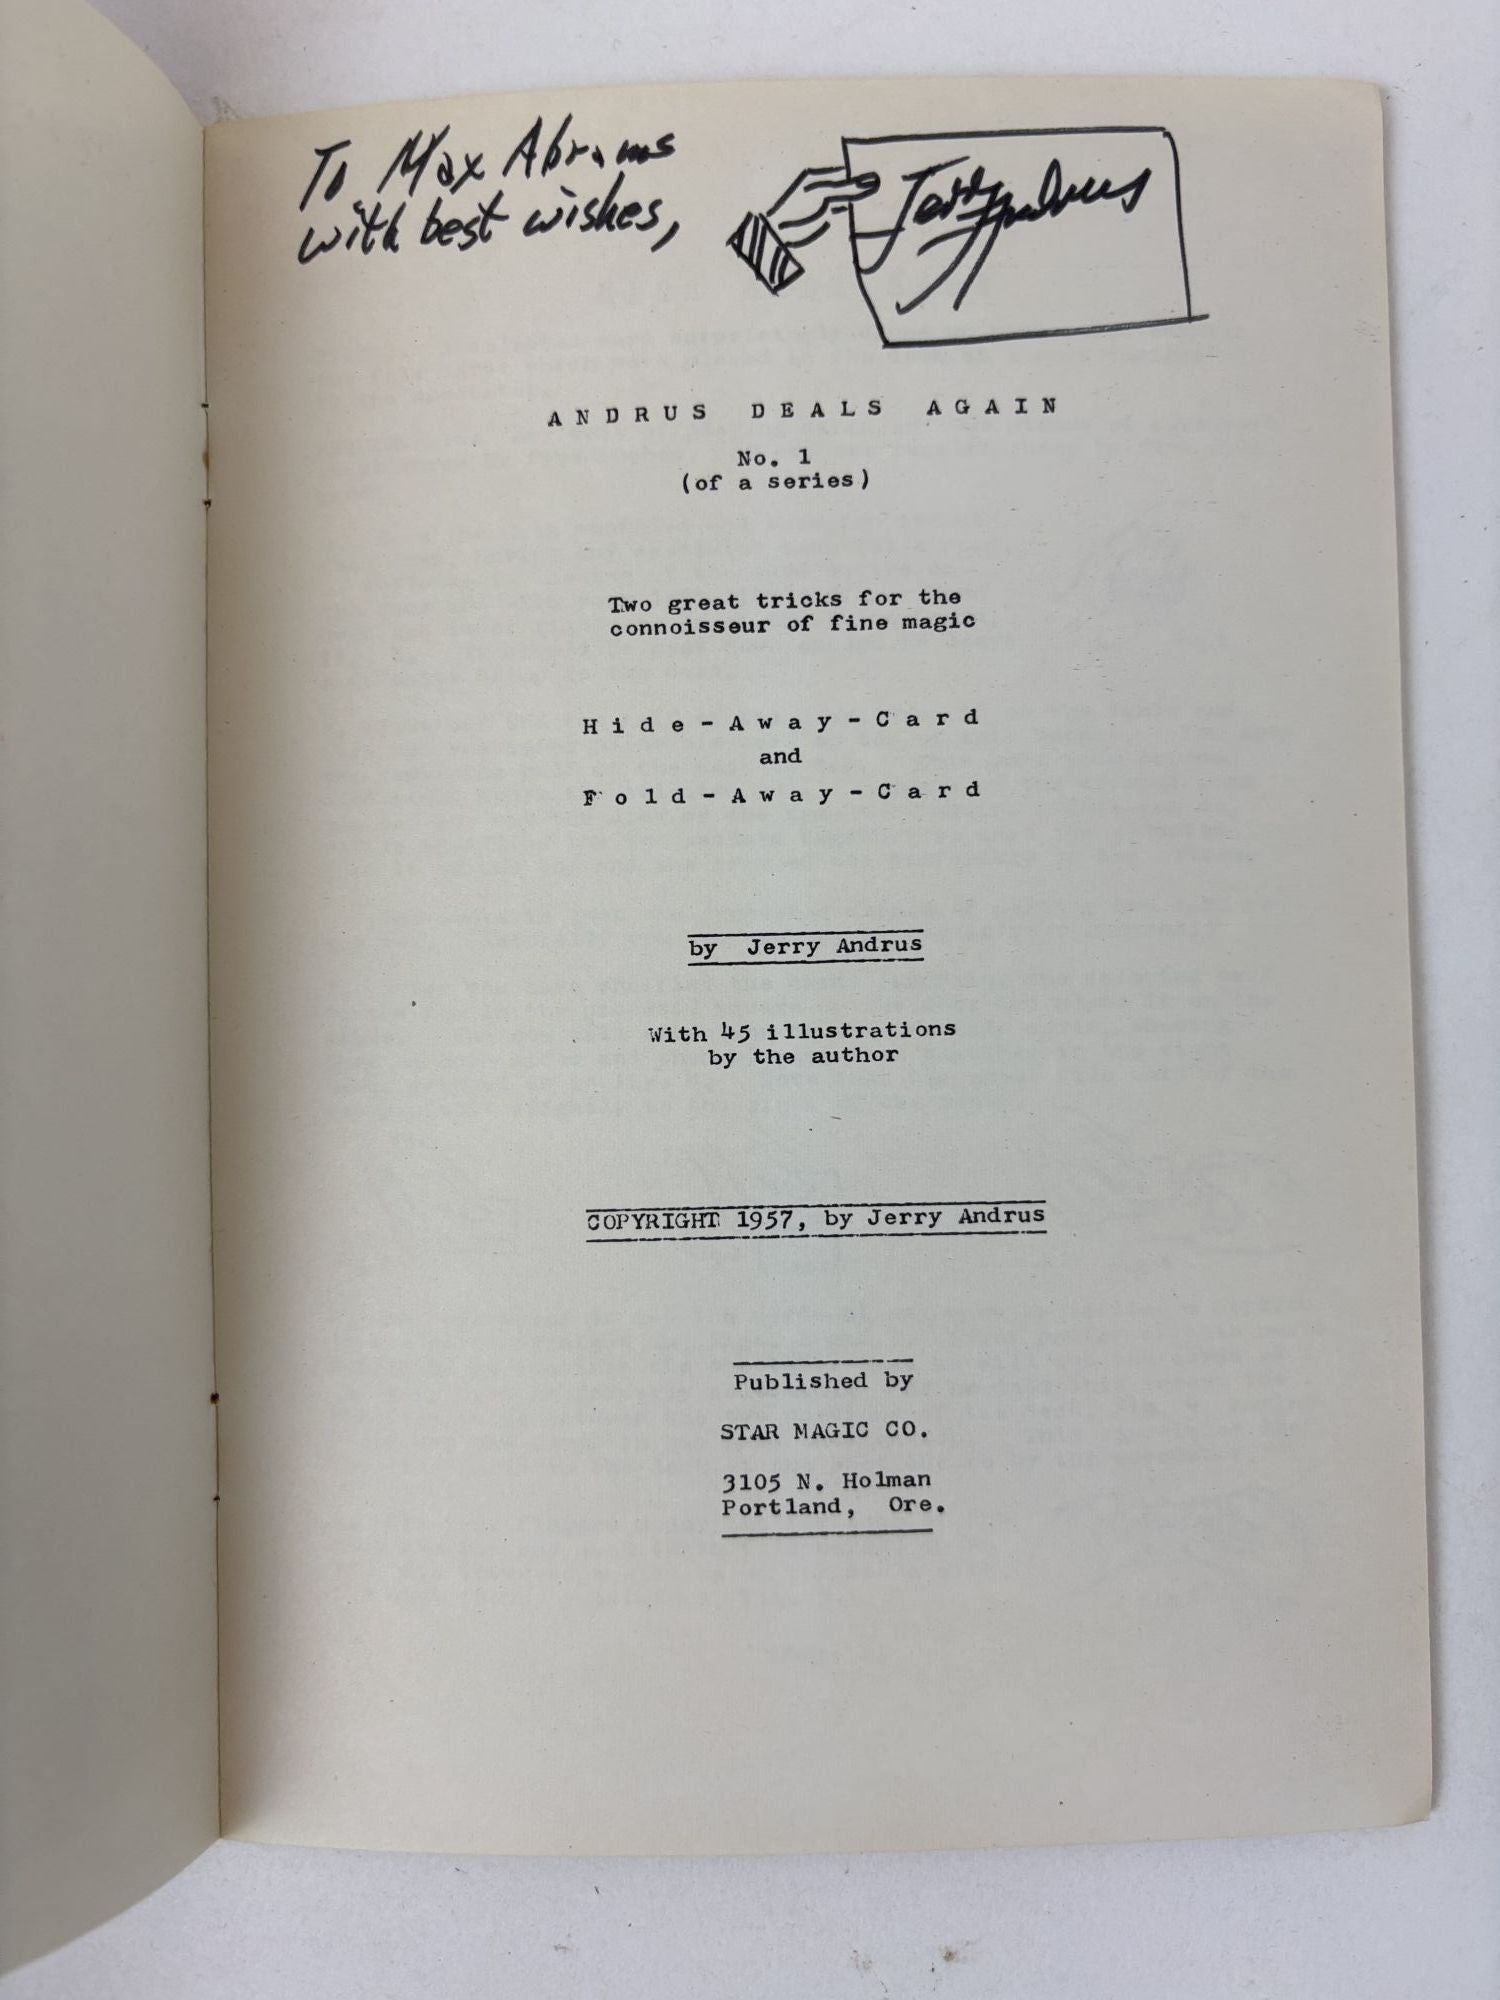 To Max Abrams
with best wishes,
Jerry Andrus
ANDRUS DEALS AGAIN
No. 1
(of a series)
Two great tricks for the
connoisseur of fine magic
Hide-Away-Card
and
Fold-Away-Card
by Jerry Andrus
With 45 illustrations
by the author
COPYRIGHT 1957, by Jerry Andrus
Published by
STAR MAGIC CO.
3105 N. Holman
Portland, Ore.